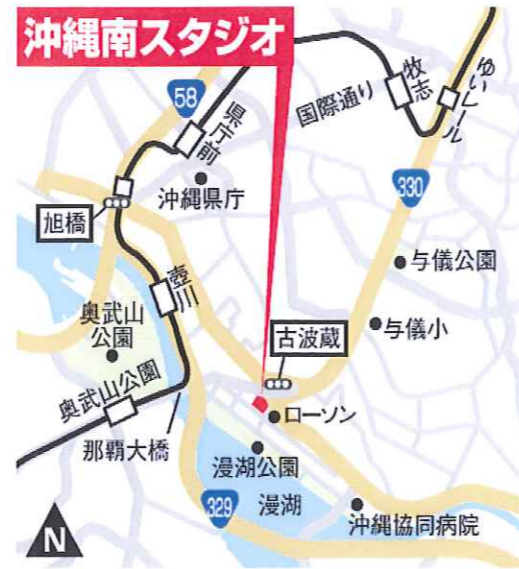 沖縄南スタジオ
58
県庁前
国際通り
牧志
ゆいレール
沖縄県庁
330
旭橋
与儀公園
壺川
奥武山
公園
古波蔵
与儀小
奥武山公園
ローソン
那覇大橋
漫湖公園
329
漫湖
沖縄協同病院
N